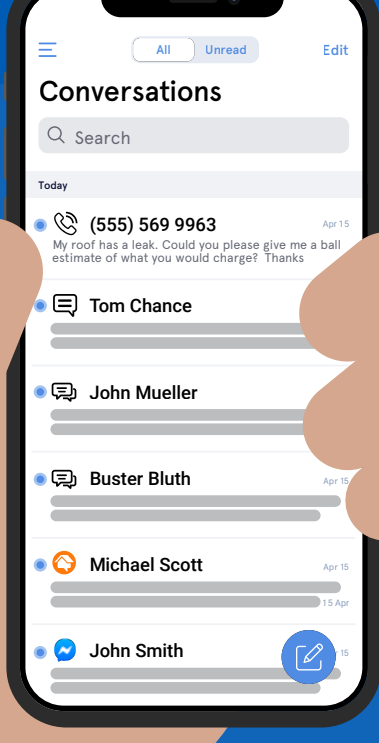 All Unread Edit
Conversations
Search
Today
(555) 569 9963 Apr 15
My roof has a leak. Could you please give me a ball
estimate of what you would charge? Thanks
Tom Chance
John Mueller
Buster Bluth Apr 15
Michael Scott Apr 15
15 Apr
John Smith 15